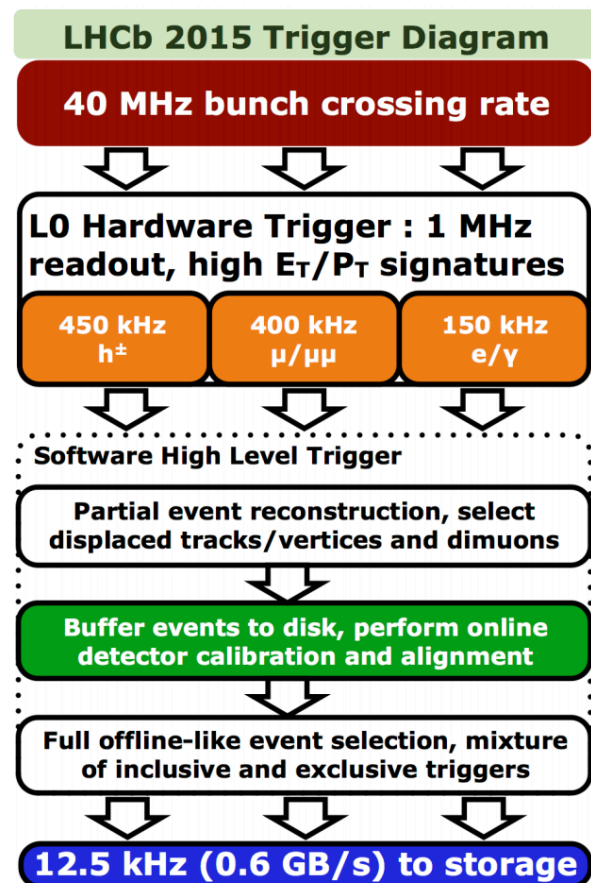 LHCb 2015 Trigger Diagram
40 MHz bunch crossing rate
L0 Hardware Trigger : 1 MHz
readout, high E_T/P_T signatures
450 kHz
h±
400 kHz
μ/μμ
150 kHz
e/γ
Software High Level Trigger
Partial event reconstruction, select
displaced tracks/vertices and dimuons
Buffer events to disk, perform online
detector calibration and alignment
Full offline-like event selection, mixture
of inclusive and exclusive triggers
12.5 kHz (0.6 GB/s) to storage